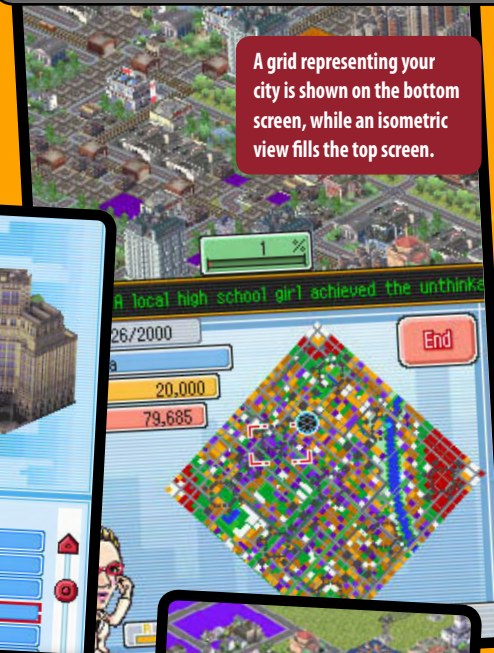 A grid representing your
city is shown on the bottom
screen, while an isometric
view fills the top screen.
1 %
A local high school girl achieved the unthinka
26/2000
End
a
20,000
79,685